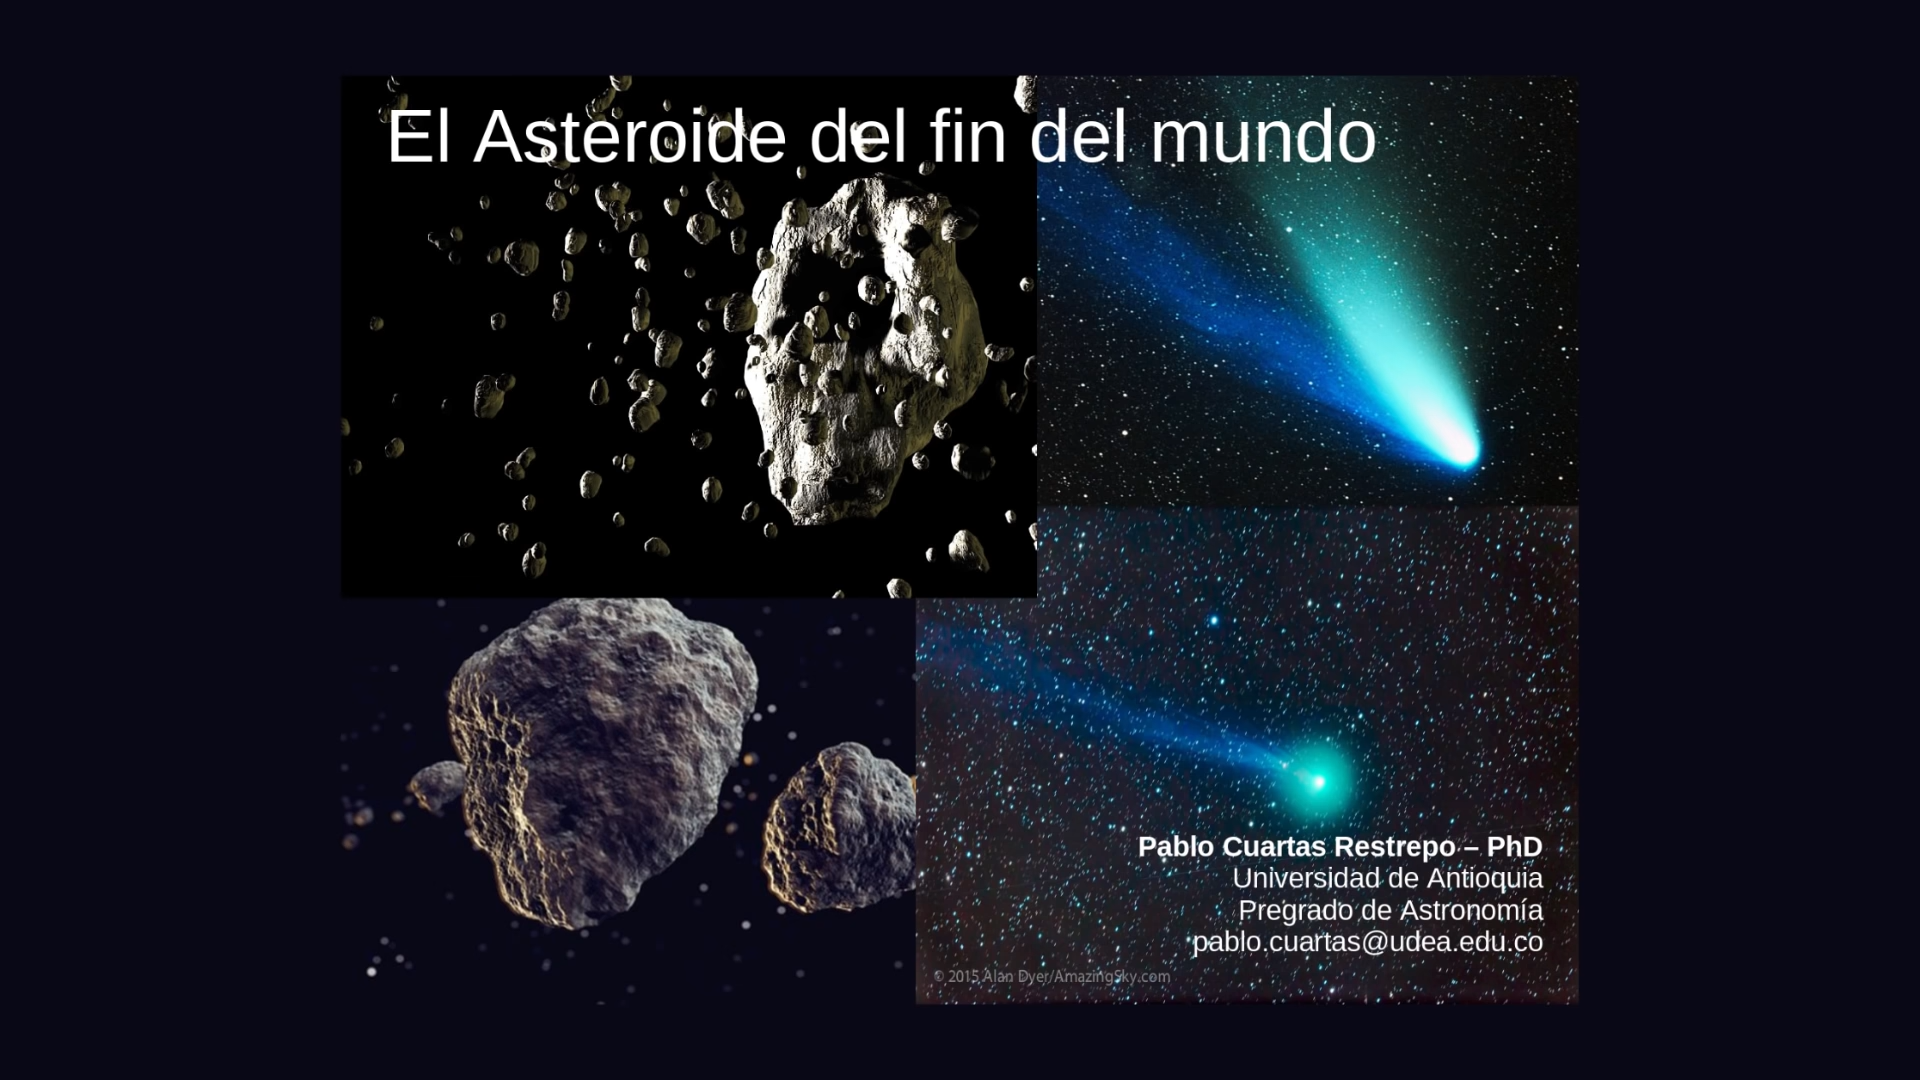 El Asteroide del fin del mundo
Pablo Cuartas Restrepo – PhD
Universidad de Antioquia
Pregrado de Astronomía
pablo.cuartas@udea.edu.co
© 2015 Alan Dyer/AmazingSky.com